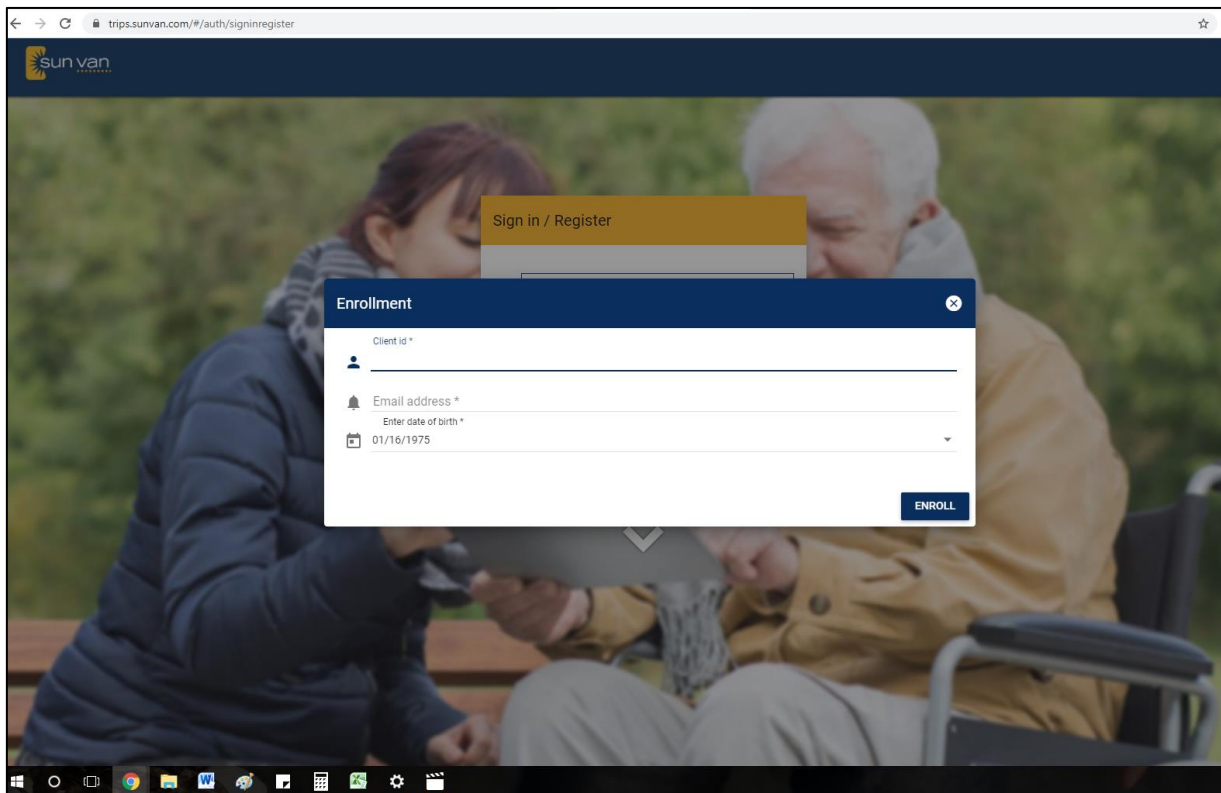 trips.sunvan.com/#/auth/signinregister
sun van
Sign in / Register
Enrollment
Client id *
Email address *
Enter date of birth *
01/16/1975
ENROLL